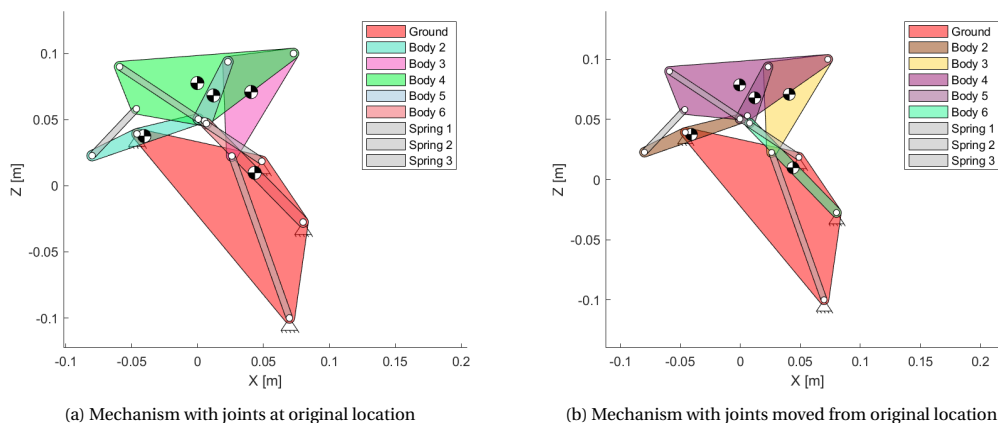 0.1
0.05
0
-0.05
-0.1
Z [m]
-0.1
-0.05
0
0.05
0.1
0.15
0.2
X [m]
Ground
Body 2
Body 3
Body 4
Body 5
Body 6
Spring 1
Spring 2
Spring 3
(a) Mechanism with joints at original location
0.1
0.05
0
-0.05
-0.1
Z [m]
-0.1
-0.05
0
0.05
0.1
0.15
0.2
X [m]
Ground
Body 2
Body 3
Body 4
Body 5
Body 6
Spring 1
Spring 2
Spring 3
(b) Mechanism with joints moved from original location